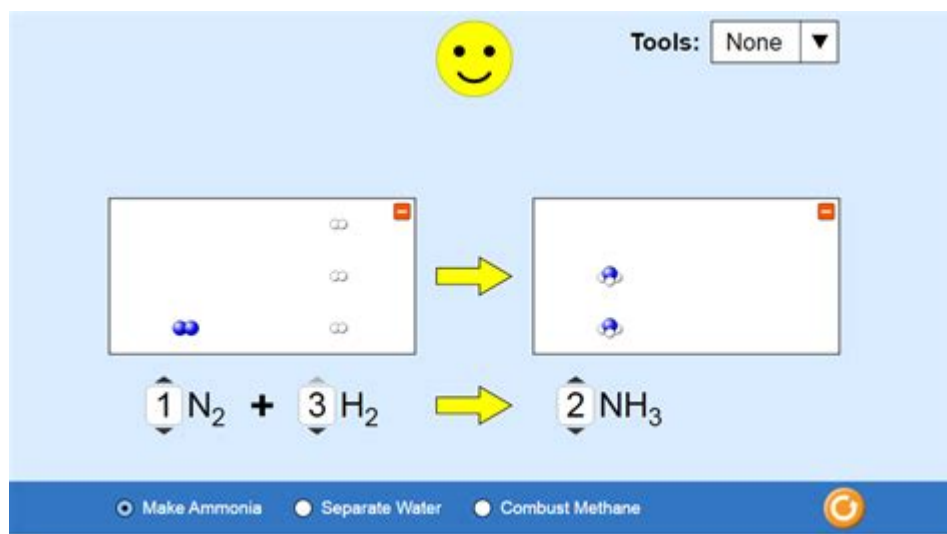 Tools: None
1 N₂ + 3 H₂ 2 NH₃
Make Ammonia Separate Water Combust Methane